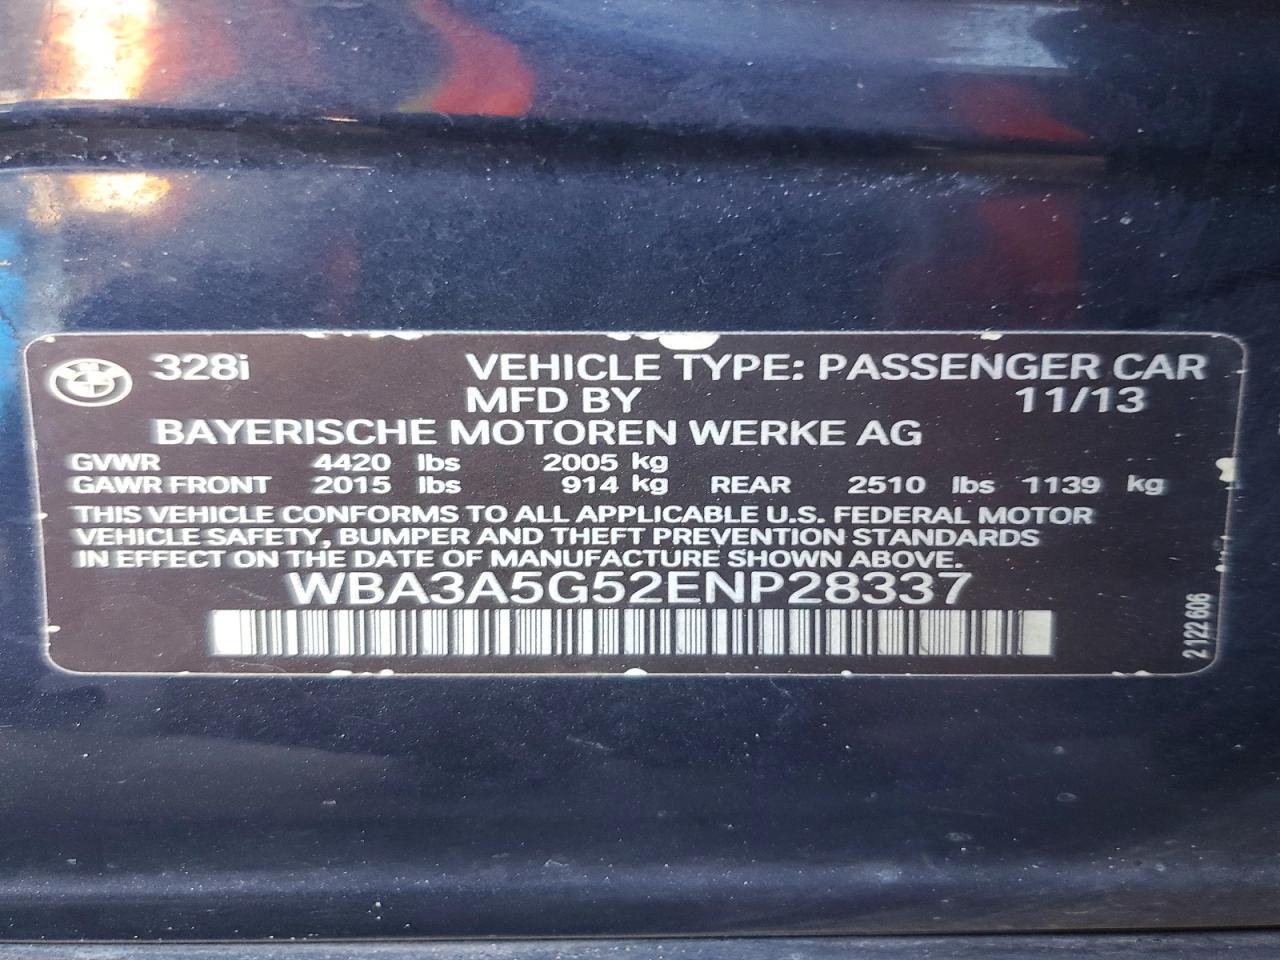 328i VEHICLE TYPE: PASSENGER CAR
MFD BY 11/13
BAYERISCHE MOTOREN WERKE AG
GVWR 4420 lbs 2005 kg
GAWR FRONT 2015 lbs 914 kg REAR 2510 lbs 1139 kg
THIS VEHICLE CONFORMS TO ALL APPLICABLE U.S. FEDERAL MOTOR
VEHICLE SAFETY, BUMPER AND THEFT PREVENTION STANDARDS
IN EFFECT ON THE DATE OF MANUFACTURE SHOWN ABOVE.
WBA3A5G52ENP28337
2 122 606